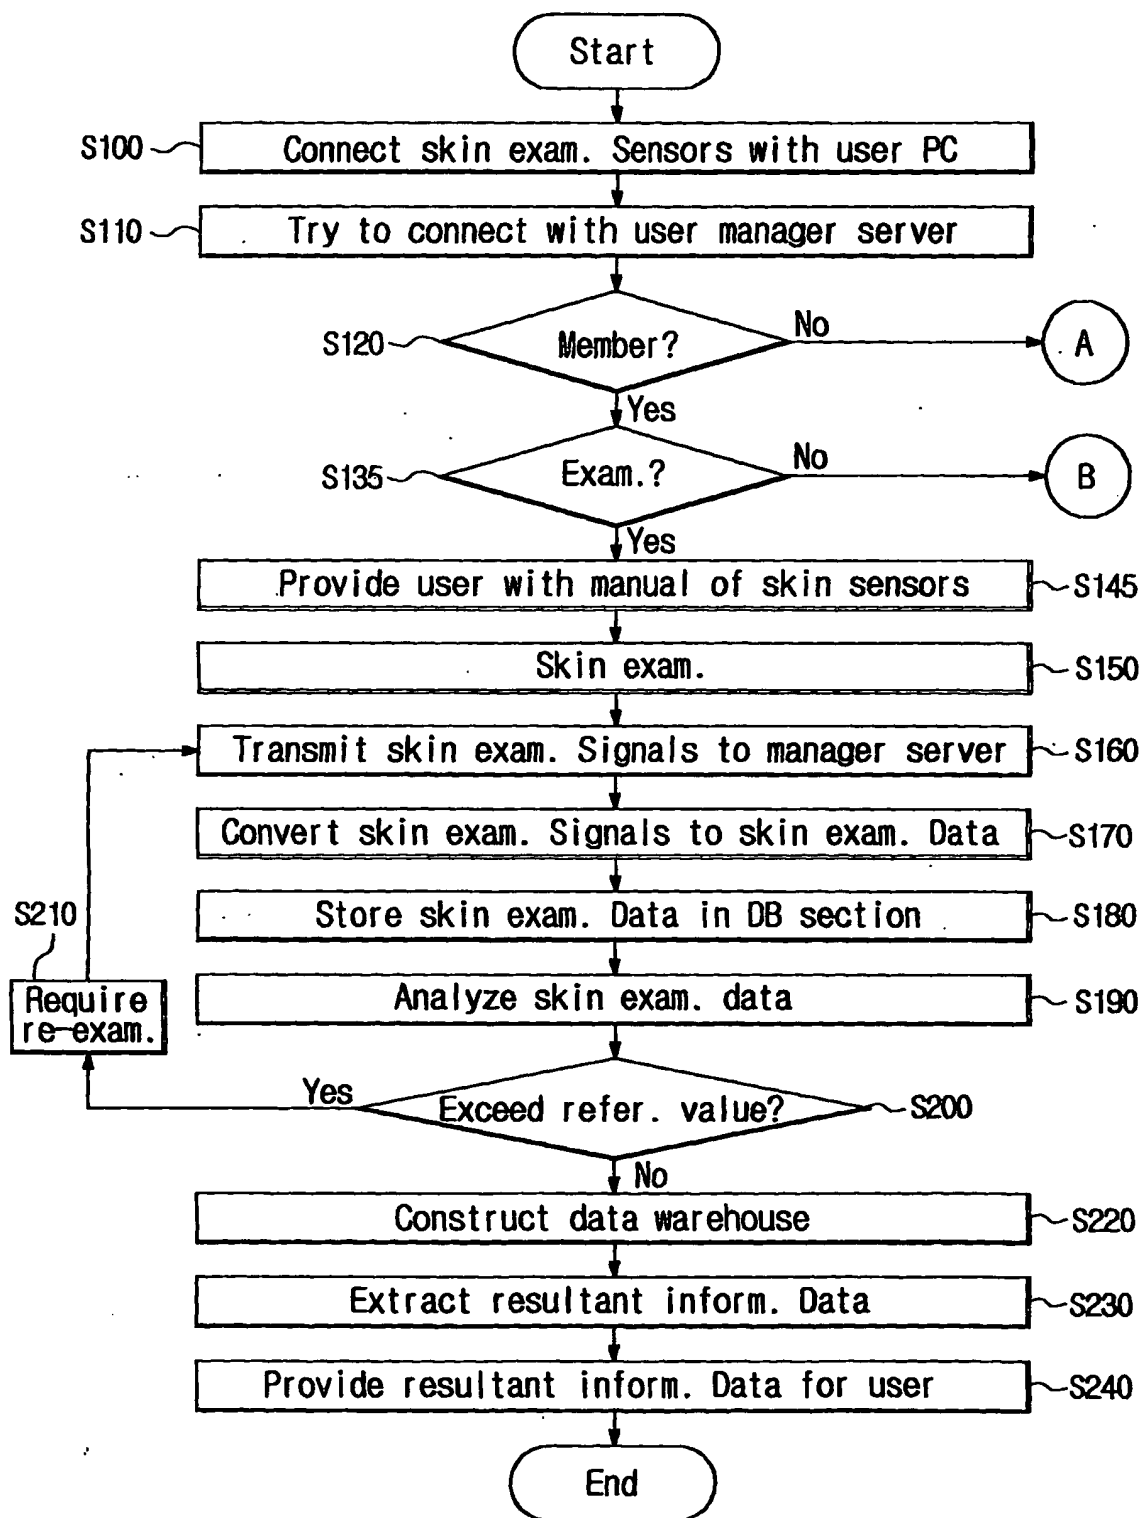 Start
S100
Connect skin exam. Sensors with user PC
S110
Try to connect with user manager server
S120
Member?
No
A
Yes
S135
Exam.?
No
B
Yes
Provide user with manual of skin sensors
S145
Skin exam.
S150
Transmit skin exam. Signals to manager server
S160
Convert skin exam. Signals to skin exam. Data
S170
Store skin exam. Data in DB section
S180
S210
Require
re-exam.
Analyze skin exam. data
S190
Yes
Exceed refer. value?
S200
No
Construct data warehouse
S220
Extract resultant inform. Data
S230
Provide resultant inform. Data for user
S240
End